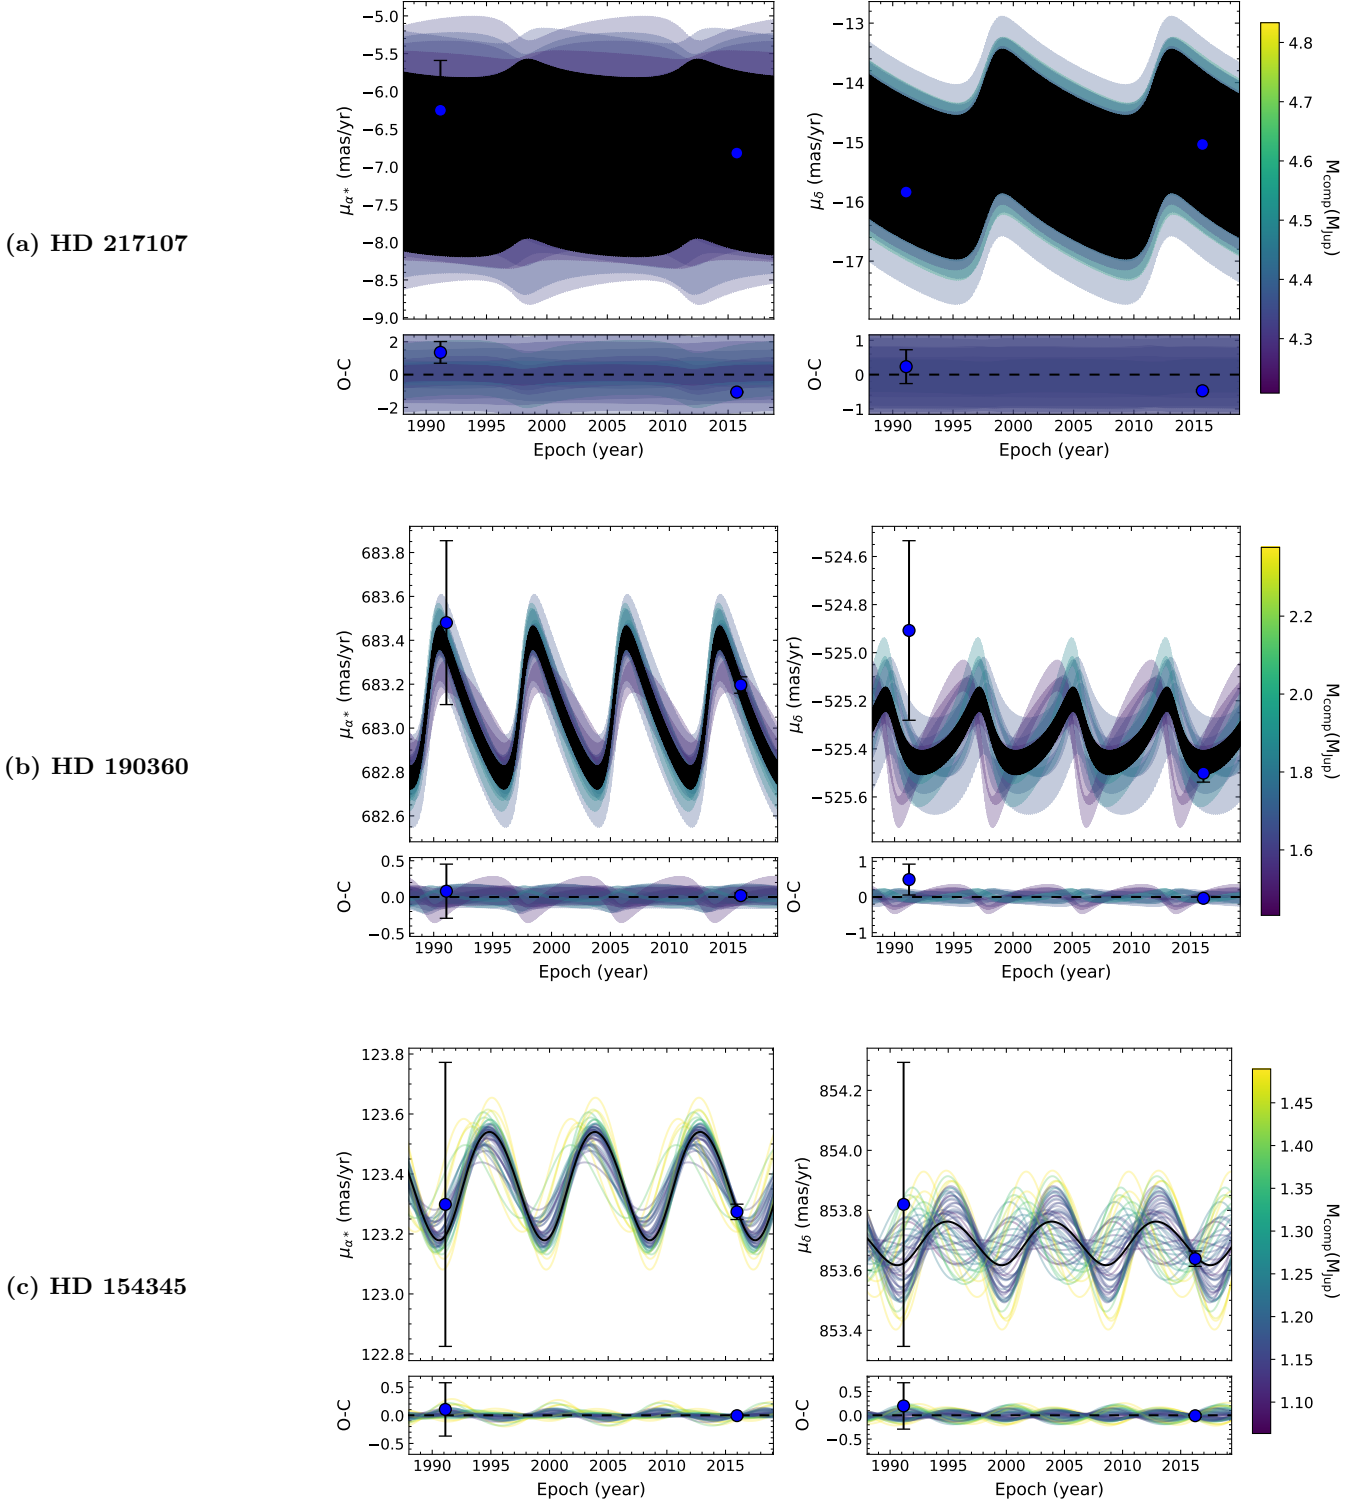 (a) HD 217107
−5.0
−5.5
−6.0
−6.5
−7.0
−7.5
−8.0
−8.5
−9.0
μα* (mas/yr)
2
0
−2
O-C
1990 1995 2000 2005 2010 2015
Epoch (year)
−13
−14
−15
−16
−17
μδ (mas/yr)
1
0
−1
O-C
1990 1995 2000 2005 2010 2015
Epoch (year)
4.8
4.7
4.6
4.5
4.4
4.3
Mcomp(MJup)
(b) HD 190360
683.8
683.6
683.4
683.2
683.0
682.8
682.6
μα* (mas/yr)
0.5
0.0
−0.5
O-C
1990 1995 2000 2005 2010 2015
Epoch (year)
−524.6
−524.8
−525.0
−525.2
−525.4
−525.6
μδ (mas/yr)
1
0
−1
O-C
1990 1995 2000 2005 2010 2015
Epoch (year)
2.2
2.0
1.8
1.6
Mcomp(MJup)
(c) HD 154345
123.8
123.6
123.4
123.2
123.0
122.8
μα* (mas/yr)
0.5
0.0
−0.5
O-C
1990 1995 2000 2005 2010 2015
Epoch (year)
854.2
854.0
853.8
853.6
853.4
μδ (mas/yr)
0.5
0.0
−0.5
O-C
1990 1995 2000 2005 2010 2015
Epoch (year)
1.45
1.40
1.35
1.30
1.25
1.20
1.15
1.10
Mcomp(MJup)